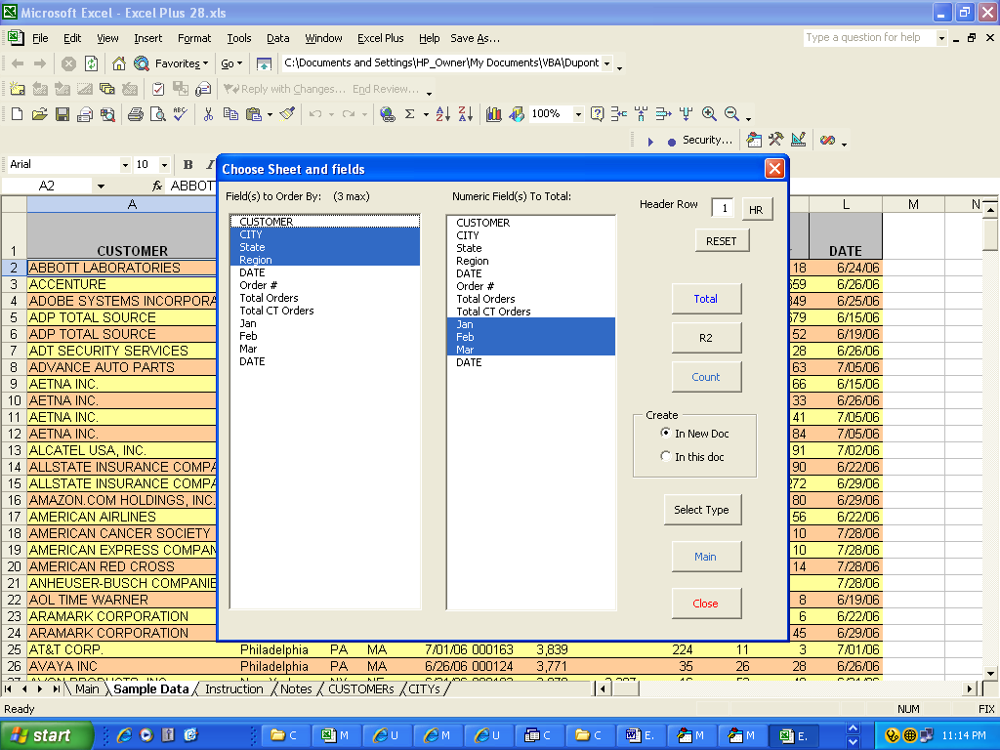 Microsoft Excel - Excel Plus 28.xls
File Edit View Insert Format Tools Data Window Excel Plus Help Save As... Type a question for help
Favorites Go C:\Documents and Settings\HP_Owner\My Documents\VBA\Dupont
Reply with Changes... End Review...
100%
Security...
Arial 10 B I
A2 fx ABBOTT
Choose Sheet and fields
Field(s) to Order By: (3 max) Numeric Field(s) To Total: Header Row 1 HR
RESET
CUSTOMER CUSTOMER
CITY CITY
State State
Region Region
DATE DATE
Order # Order #
Total Orders Total Orders
Total CT Orders Total CT Orders
Jan Jan
Feb Feb
Mar Mar
DATE DATE
Total
R2
Count
Create
In New Doc
In this doc
Select Type
Main
Close
A L M N
1 CUSTOMER DATE
2 ABBOTT LABORATORIES 18 6/24/06
3 ACCENTURE 559 6/26/06
4 ADOBE SYSTEMS INCORPORA 349 6/25/06
5 ADP TOTAL SOURCE 579 6/15/06
6 ADP TOTAL SOURCE 52 6/19/06
7 ADT SECURITY SERVICES 28 6/26/06
8 ADVANCE AUTO PARTS 63 7/05/06
9 AETNA INC. 66 6/15/06
10 AETNA INC. 33 6/26/06
11 AETNA INC. 41 7/05/06
12 AETNA INC. 84 7/05/06
13 ALCATEL USA, INC. 91 7/02/06
14 ALLSTATE INSURANCE COMPA 90 6/22/06
15 ALLSTATE INSURANCE COMPA 272 6/29/06
16 AMAZON.COM HOLDINGS, INC. 80 6/29/06
17 AMERICAN AIRLINES 56 6/22/06
18 AMERICAN CANCER SOCIETY 10 7/28/06
19 AMERICAN EXPRESS COMPAN 10 7/28/06
20 AMERICAN RED CROSS 14 7/28/06
21 ANHEUSER-BUSCH COMPANIE 7/28/06
22 AOL TIME WARNER 8 6/19/06
23 ARAMARK CORPORATION 6 6/22/06
24 ARAMARK CORPORATION 45 6/29/06
25 AT&T CORP. Philadelphia PA MA 7/01/06 000163 3,839 224 11 3 7/01/06
26 AVAYA INC Philadelphia PA MA 6/26/06 000124 3,771 35 26 28 6/26/06
Main Sample Data Instruction Notes CUSTOMERs CITYs
Ready NUM FIX
start C M U M U C C E. M M E. 11:14 PM